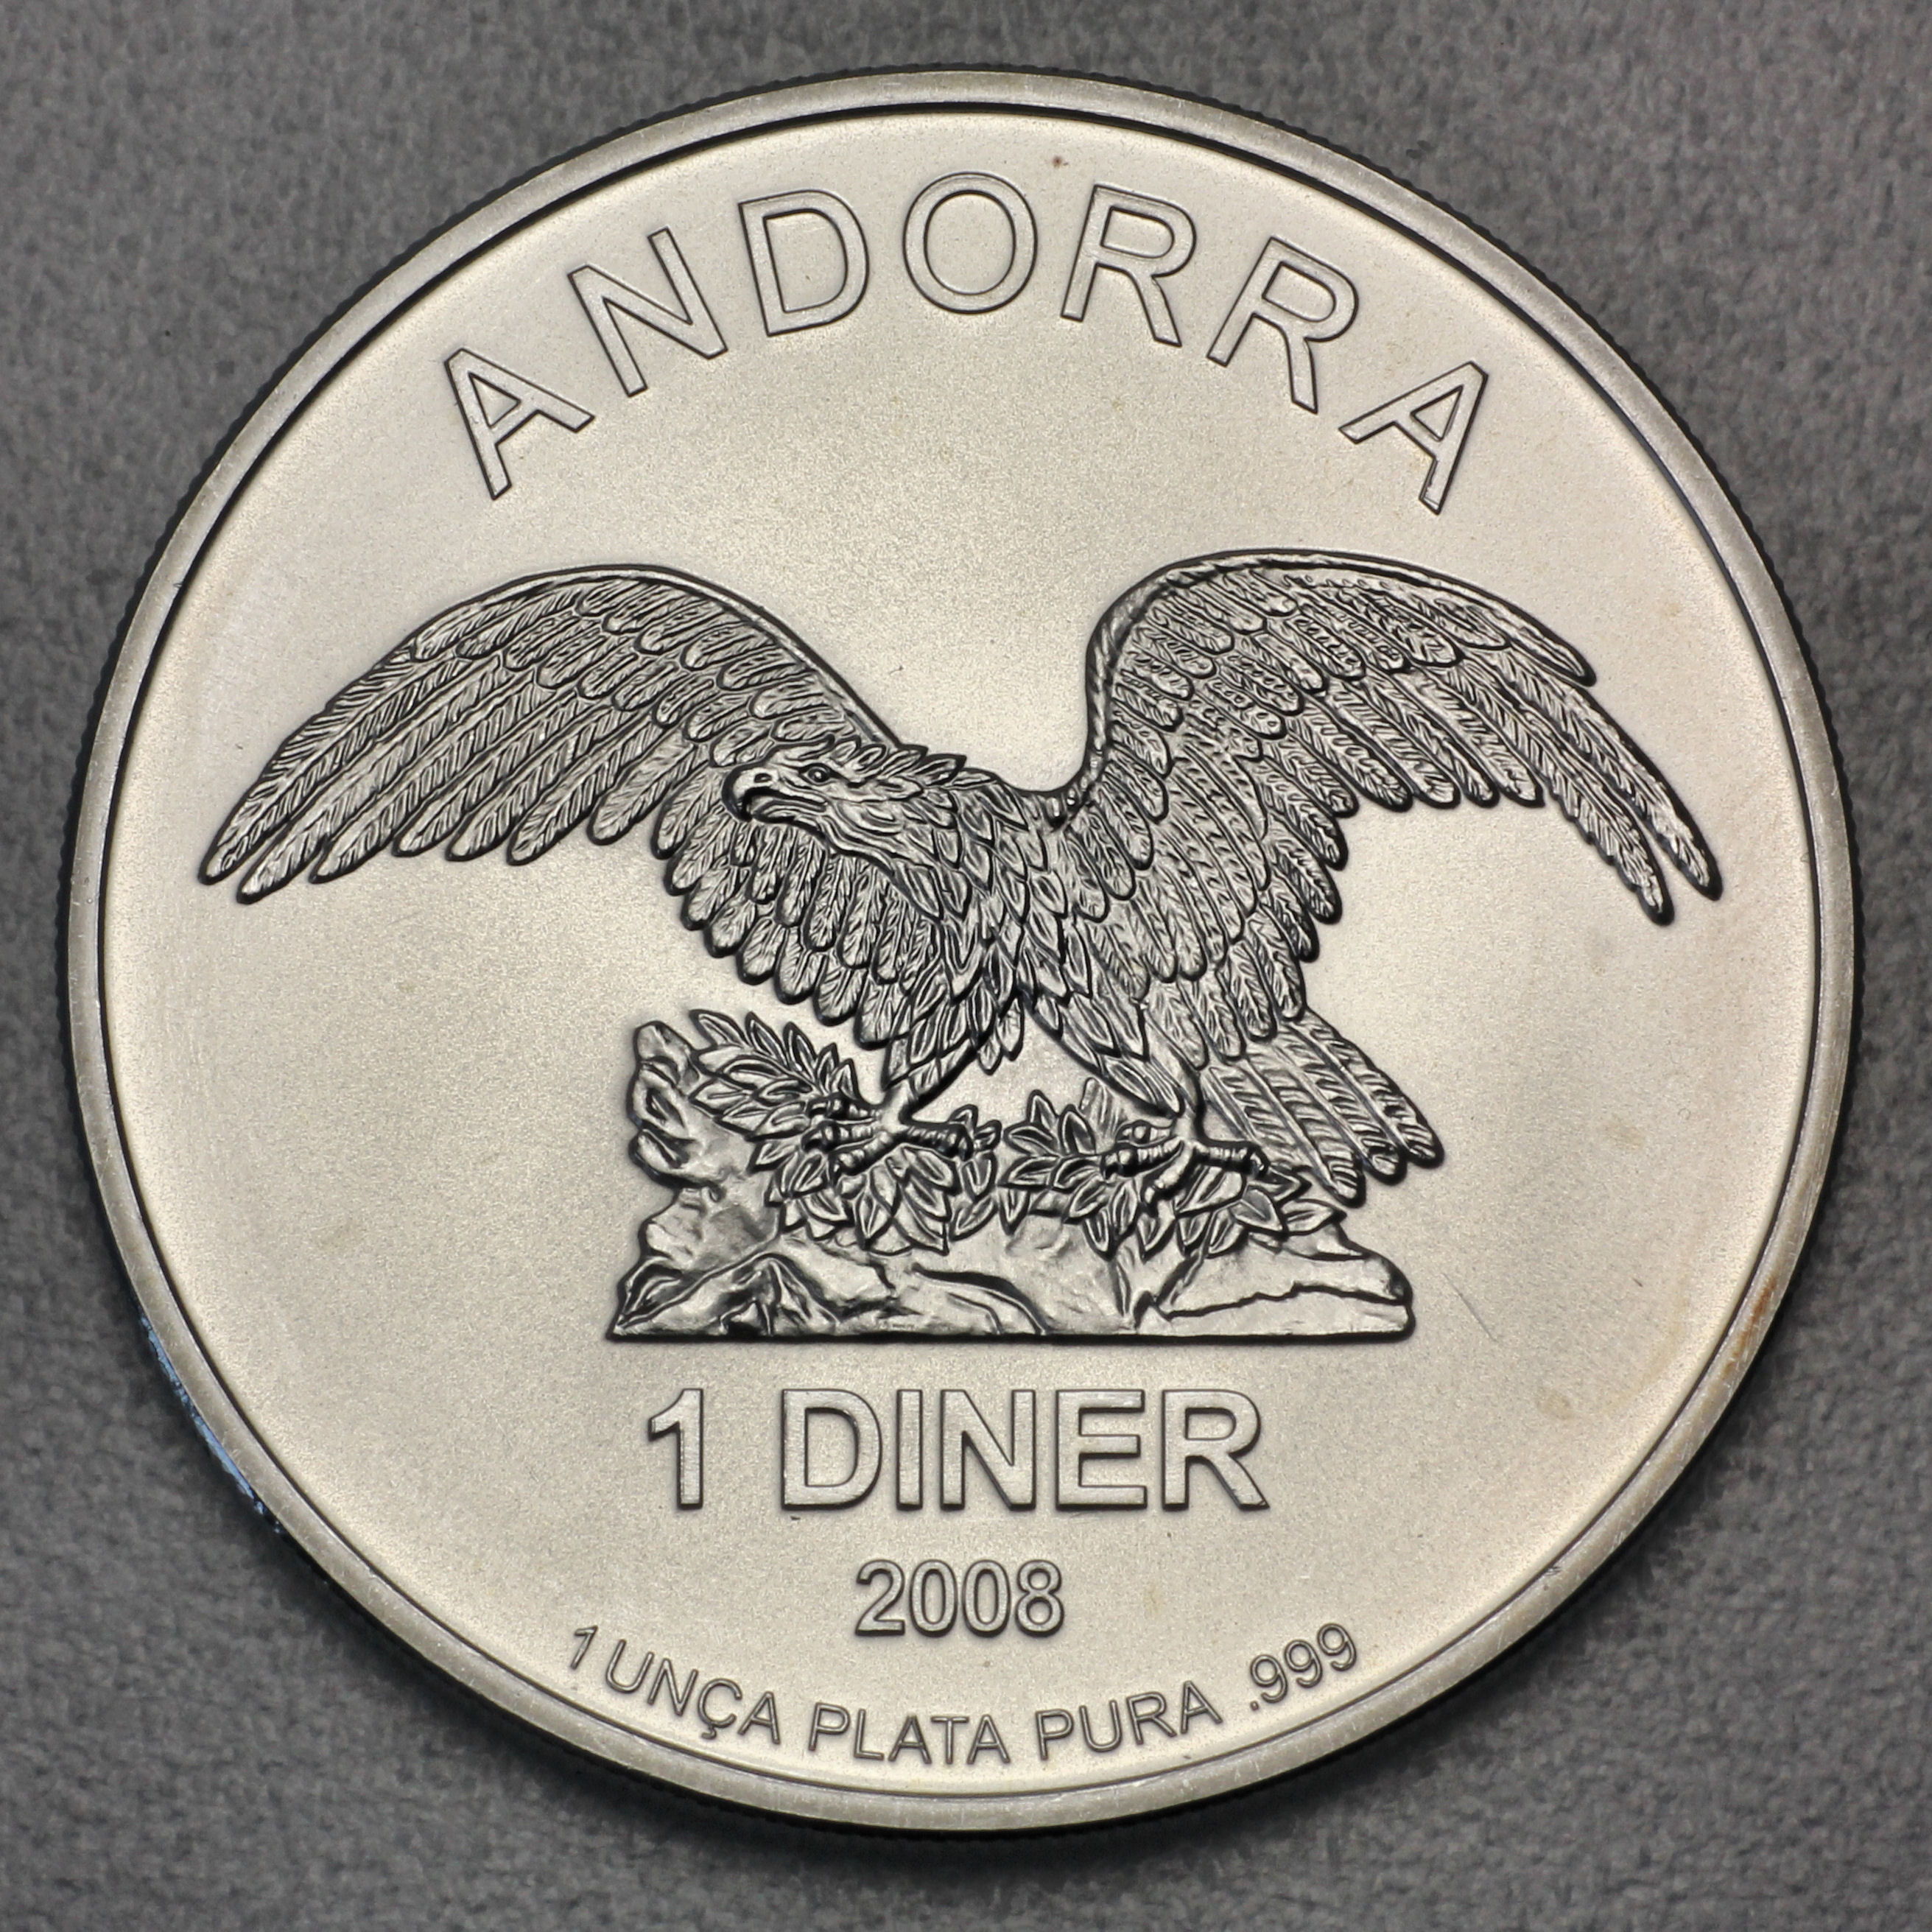 ANDORRA
1 DINER
2008
1 UNÇA PLATA PURA .999